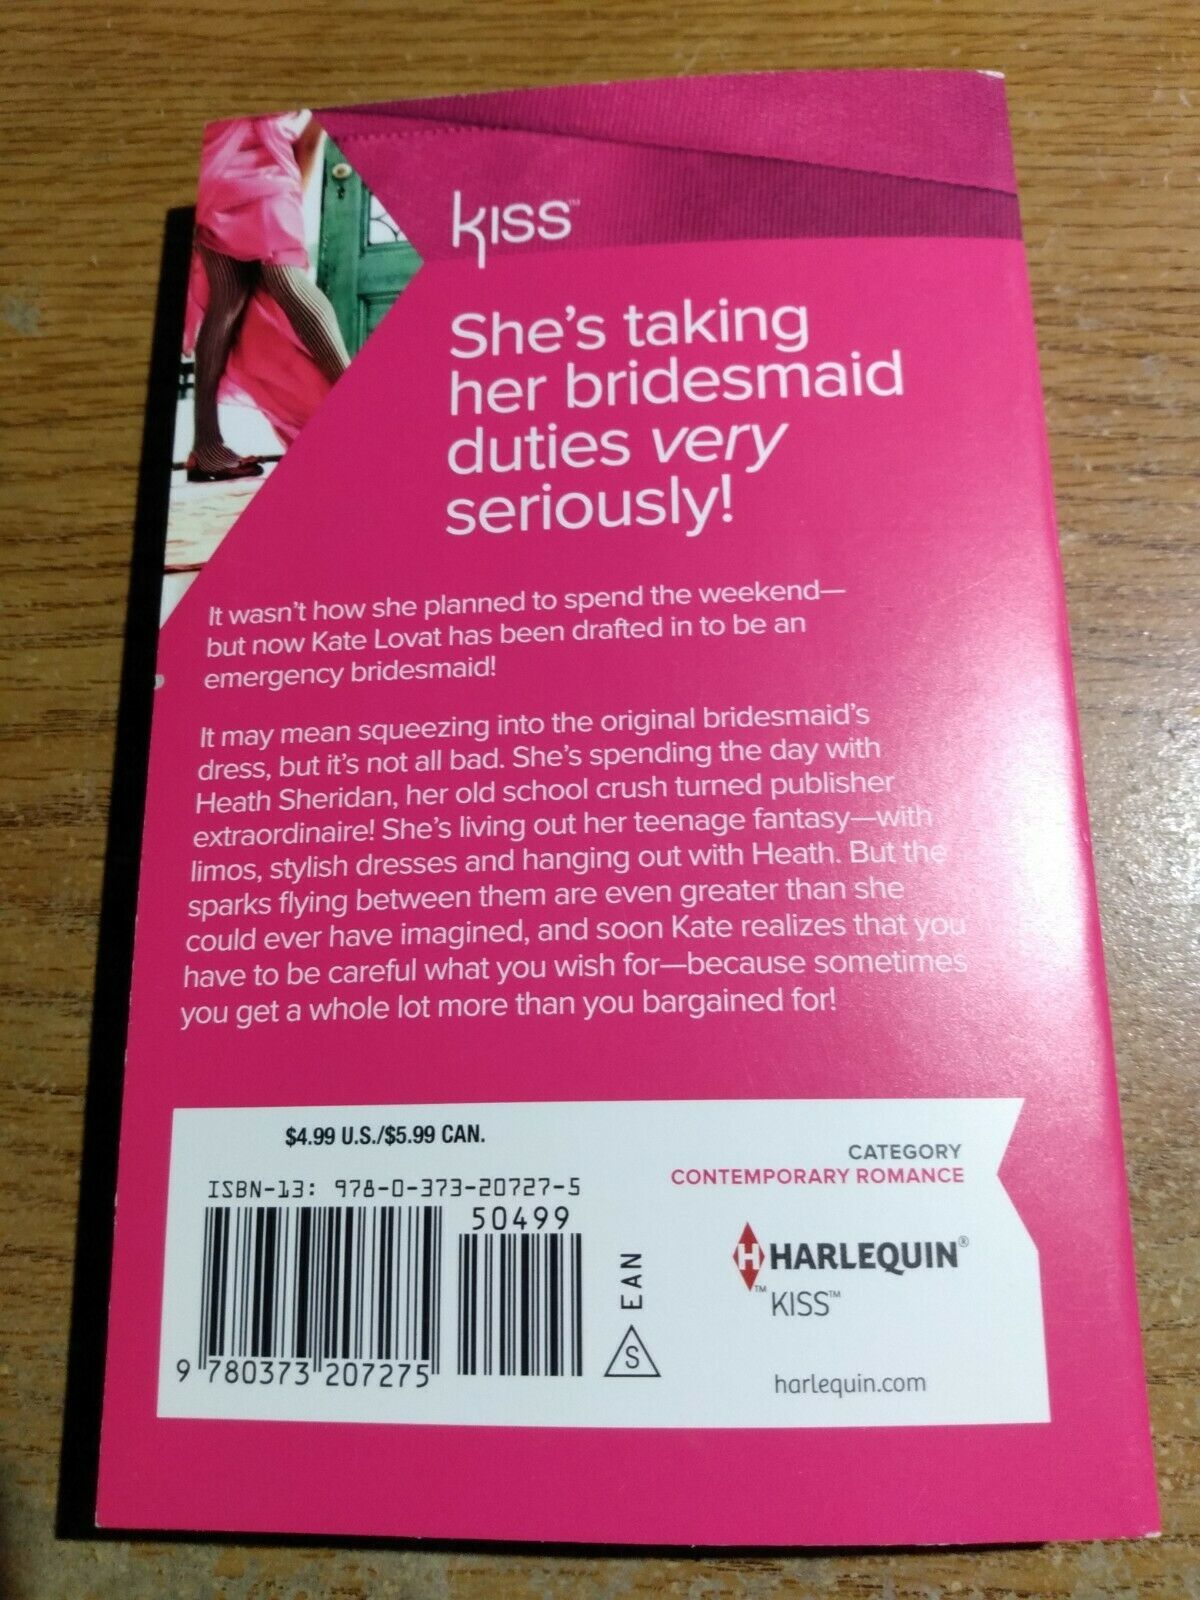 kiss™
She's taking
her bridesmaid
duties very
seriously!
It wasn't how she planned to spend the weekend—
but now Kate Lovat has been drafted in to be an
emergency bridesmaid!
It may mean squeezing into the original bridesmaid's
dress, but it's not all bad. She's spending the day with
Heath Sheridan, her old school crush turned publisher
extraordinaire! She's living out her teenage fantasy—with
limos, stylish dresses and hanging out with Heath. But the
sparks flying between them are even greater than she
could ever have imagined, and soon Kate realizes that you
have to be careful what you wish for—because sometimes
you get a whole lot more than you bargained for!
$4.99 U.S./$5.99 CAN.
ISBN-13: 978-0-373-20727-5
50499
9 780373 207275
EAN
S
CATEGORY
CONTEMPORARY ROMANCE
H HARLEQUIN®
™ KISS™
harlequin.com